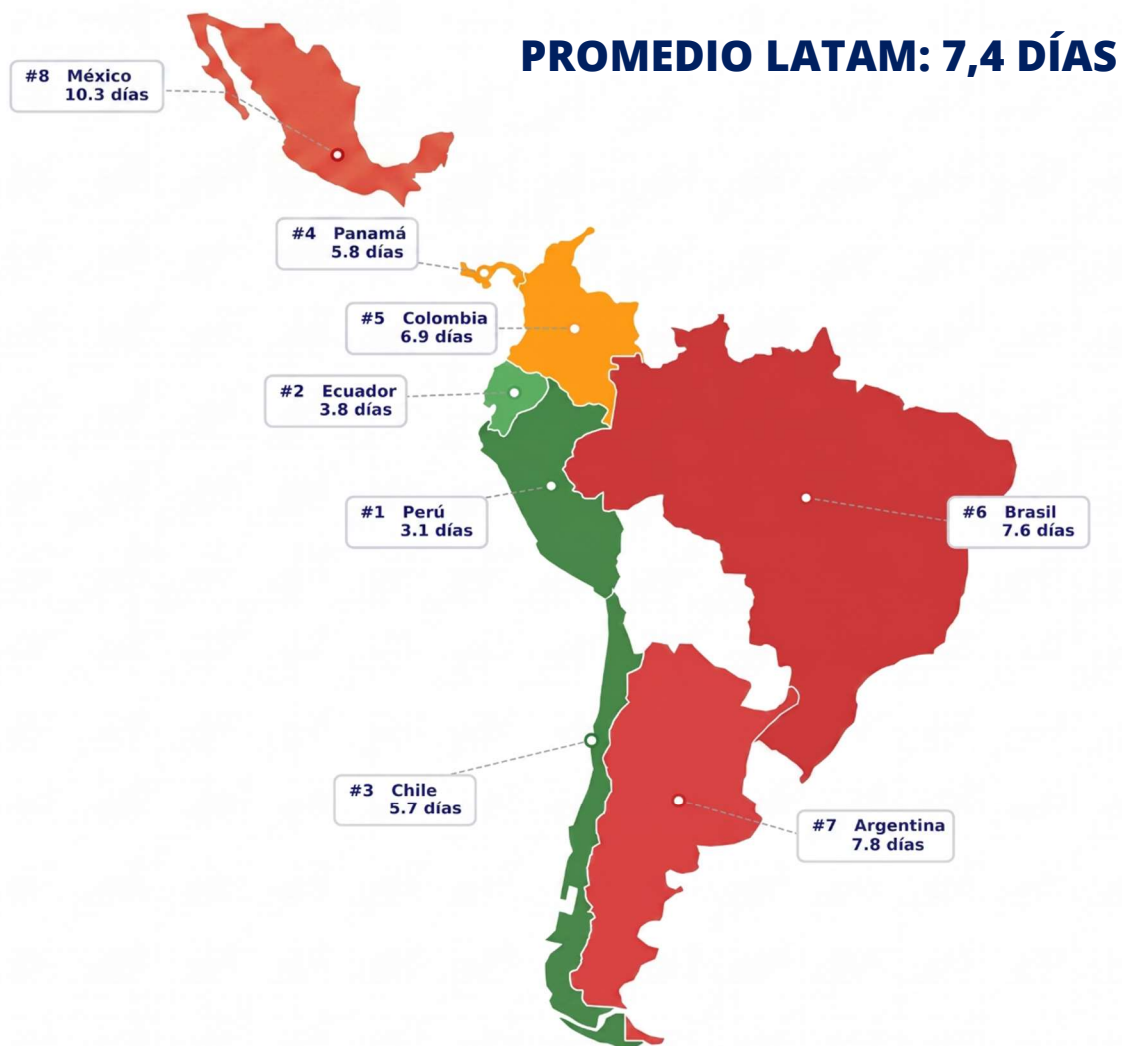 PROMEDIO LATAM: 7,4 DÍAS
#8 México
10.3 días
#4 Panamá
5.8 días
#5 Colombia
6.9 días
#2 Ecuador
3.8 días
#1 Perú
3.1 días
#6 Brasil
7.6 días
#3 Chile
5.7 días
#7 Argentina
7.8 días